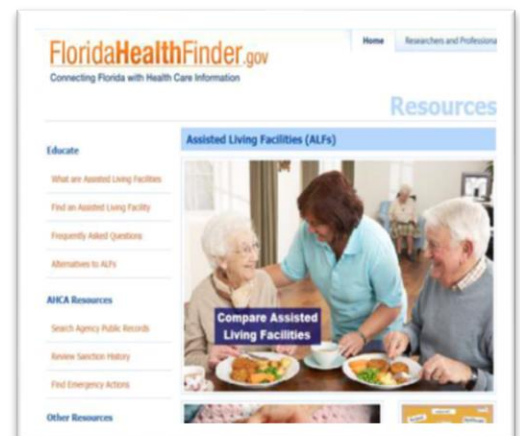 FloridaHealthFinder.gov
Connecting Florida with Health Care Information
Home
Researchers and Professiona
Resources
Educate
What are Assisted Living Facilities
Find an Assisted Living Facility
Frequently Asked Questions
Alternatives to ALFs
AHCA Resources
Search Agency Public Records
Review Sanction History
Find Emergency Actions
Other Resources
Assisted Living Facilities (ALFs)
Compare Assisted
Living Facilities